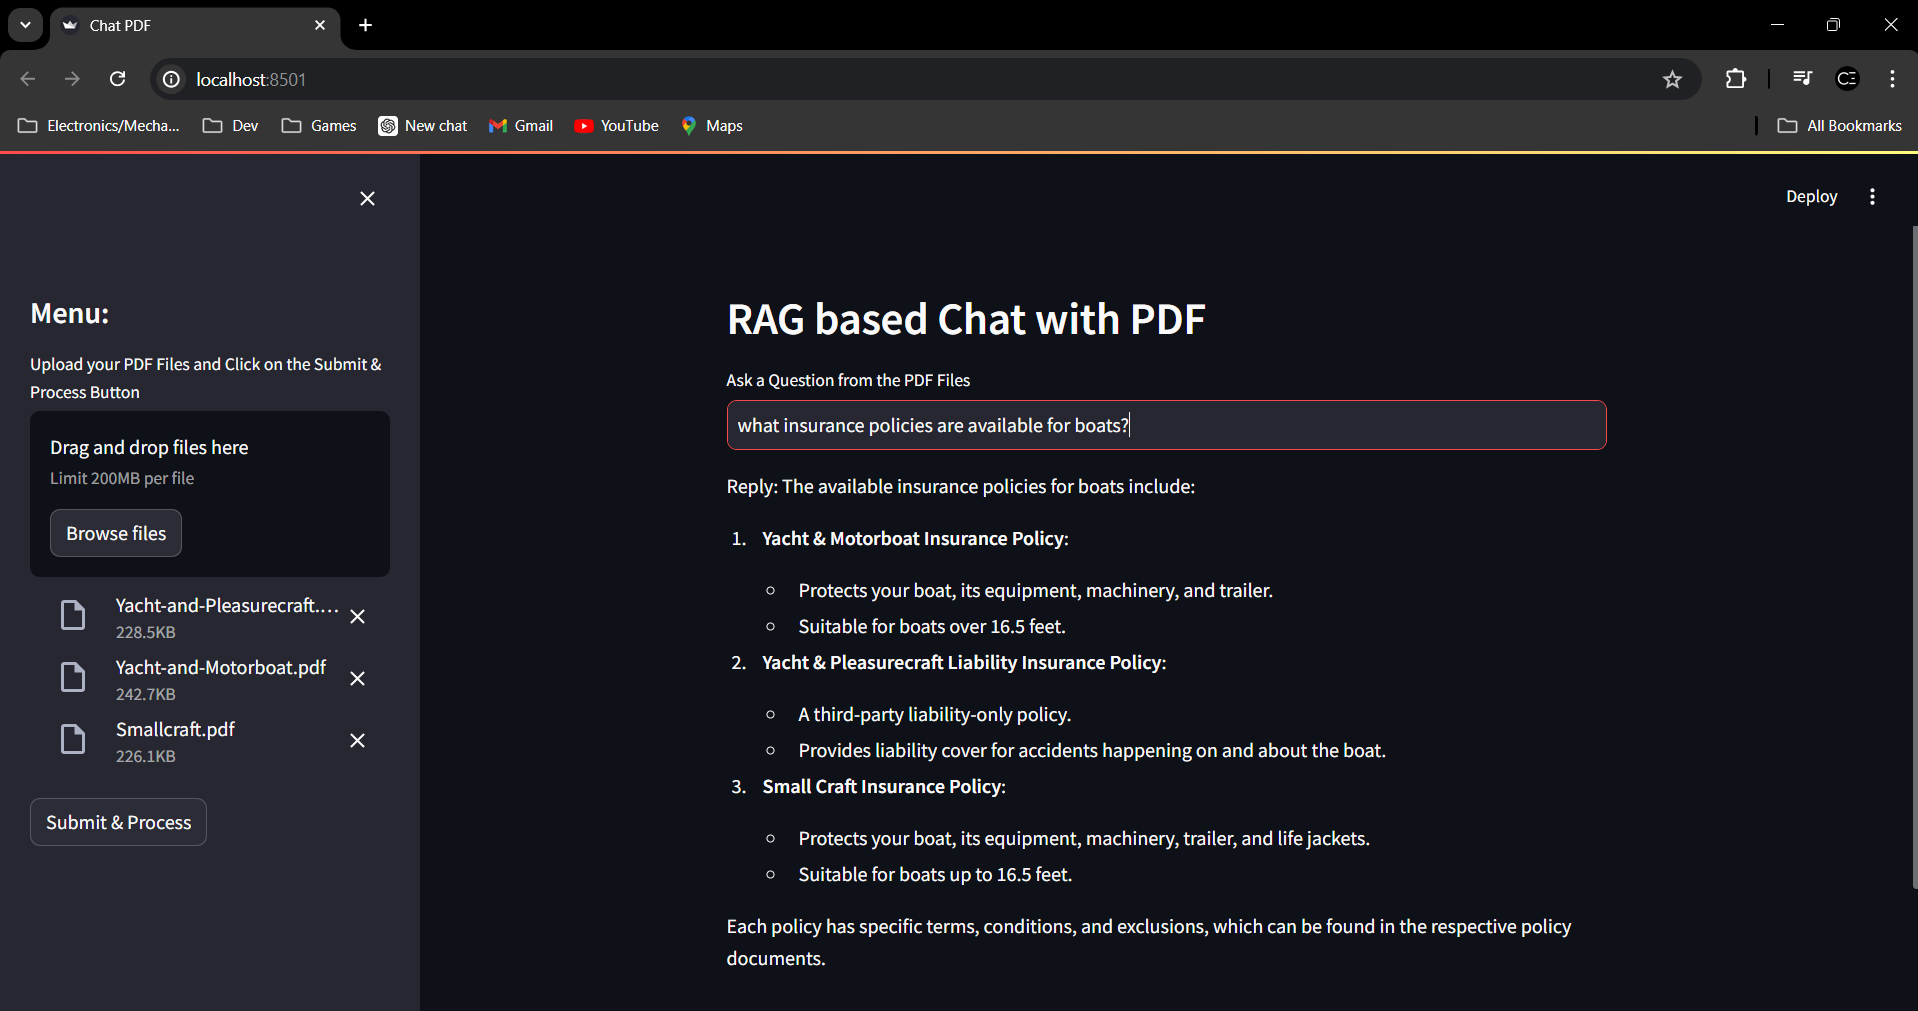 Chat PDF
localhost:8501
Electronics/Mecha... Dev Games New chat Gmail YouTube Maps All Bookmarks
Deploy
Menu:
Upload your PDF Files and Click on the Submit &
Process Button
Drag and drop files here
Limit 200MB per file
Browse files
Yacht-and-Pleasurecraft....
228.5KB
Yacht-and-Motorboat.pdf
242.7KB
Smallcraft.pdf
226.1KB
Submit & Process
RAG based Chat with PDF
Ask a Question from the PDF Files
what insurance policies are available for boats?
Reply: The available insurance policies for boats include:
1. Yacht & Motorboat Insurance Policy:
Protects your boat, its equipment, machinery, and trailer.
Suitable for boats over 16.5 feet.
2. Yacht & Pleasurecraft Liability Insurance Policy:
A third-party liability-only policy.
Provides liability cover for accidents happening on and about the boat.
3. Small Craft Insurance Policy:
Protects your boat, its equipment, machinery, trailer, and life jackets.
Suitable for boats up to 16.5 feet.
Each policy has specific terms, conditions, and exclusions, which can be found in the respective policy
documents.